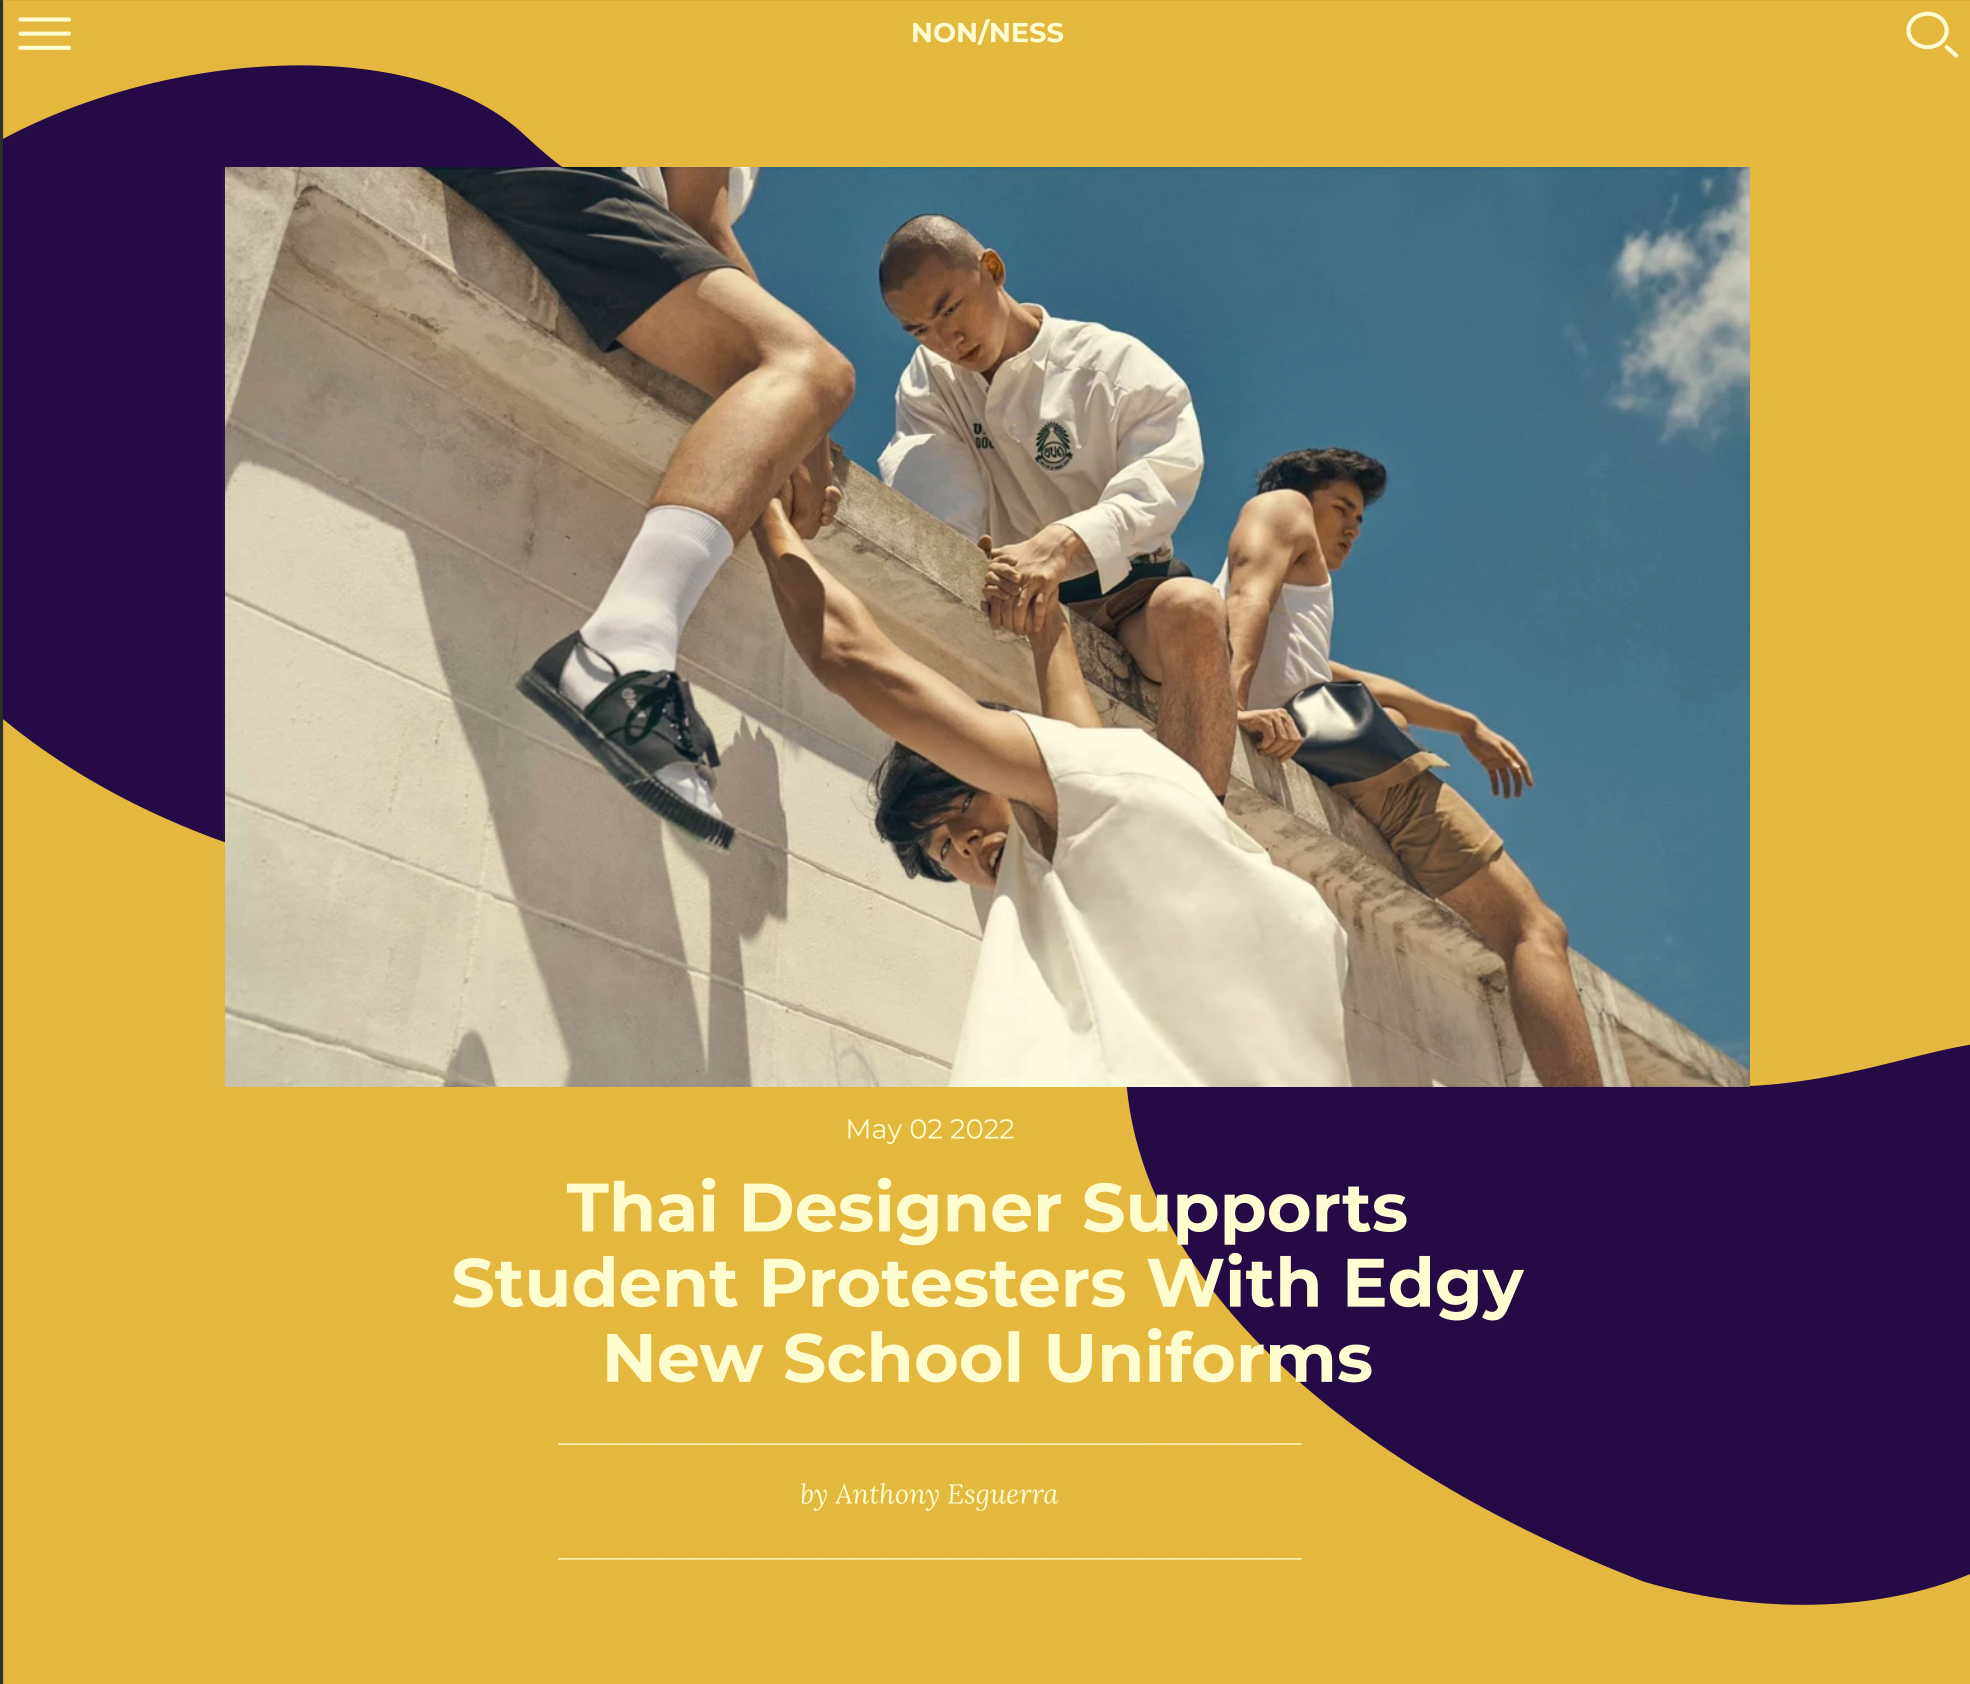 NON/NESS
May 02 2022
Thai Designer Supports
Student Protesters With Edgy
New School Uniforms
by Anthony Esguerra